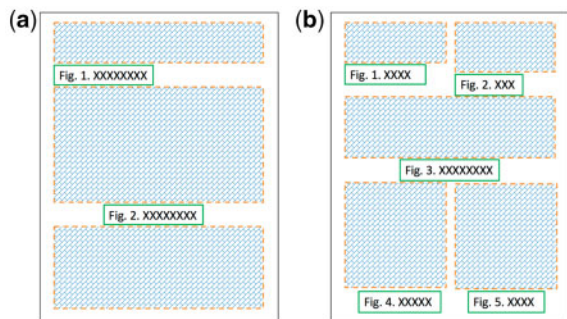 (a)
Fig. 1. XXXXXXXX
Fig. 2. XXXXXXXX
(b)
Fig. 1. XXXX
Fig. 2. XXX
Fig. 3. XXXXXXXX
Fig. 4. XXXXX
Fig. 5. XXXX